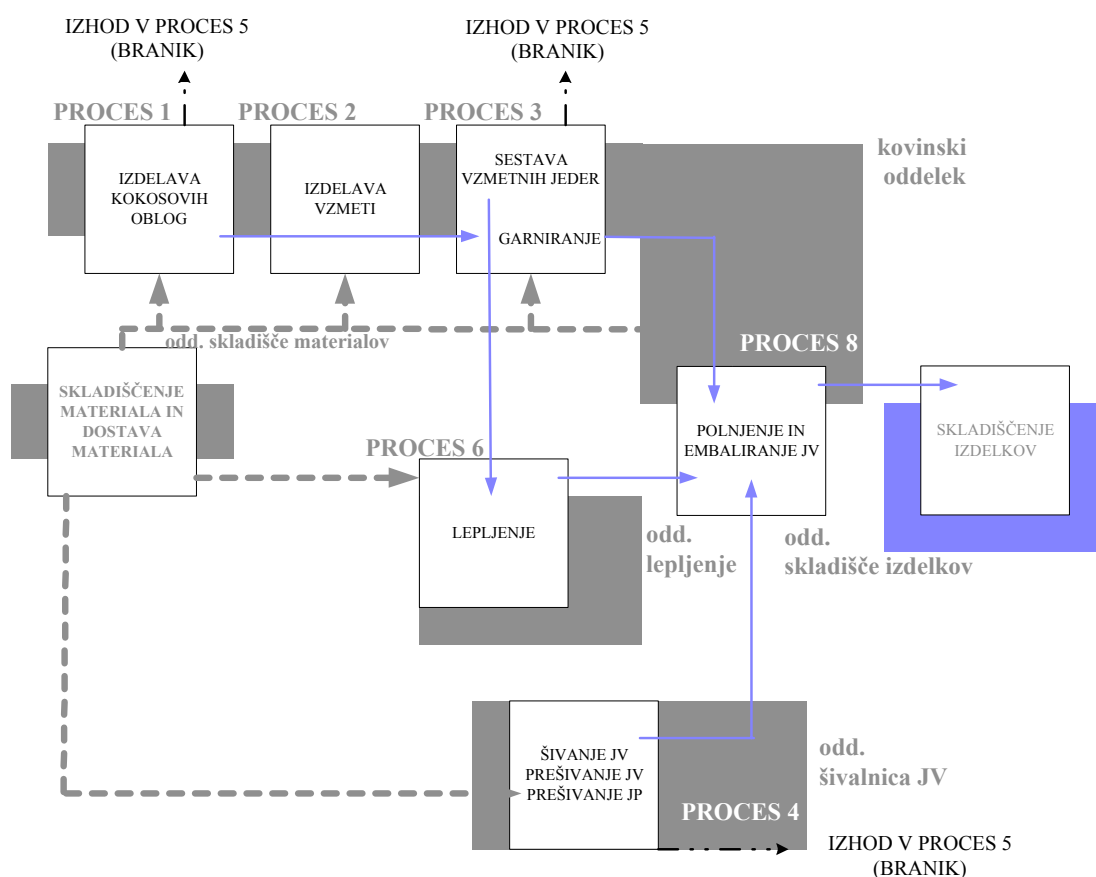 IZHOD V PROCES 5
(BRANIK)
IZHOD V PROCES 5
(BRANIK)
PROCES 1
PROCES 2
PROCES 3
IZDELAVA
KOKOSOVIH
OBLOG
IZDELAVA
VZMETI
SESTAVA
VZMETNIH JEDER
GARNIRANJE
kovinski
oddelek
odd. skladišče materialov
PROCES 8
SKLADIŠČENJE
MATERIALA IN
DOSTAVA
MATERIALA
POLNJENJE IN
EMBALIRANJE JV
SKLADIŠČENJE
IZDELKOV
PROCES 6
LEPLJENJE
odd.
lepljenje
odd.
skladišče izdelkov
ŠIVANJE JV
PREŠIVANJE JV
PREŠIVANJE JP
odd.
šivalnica JV
PROCES 4
IZHOD V PROCES 5
(BRANIK)